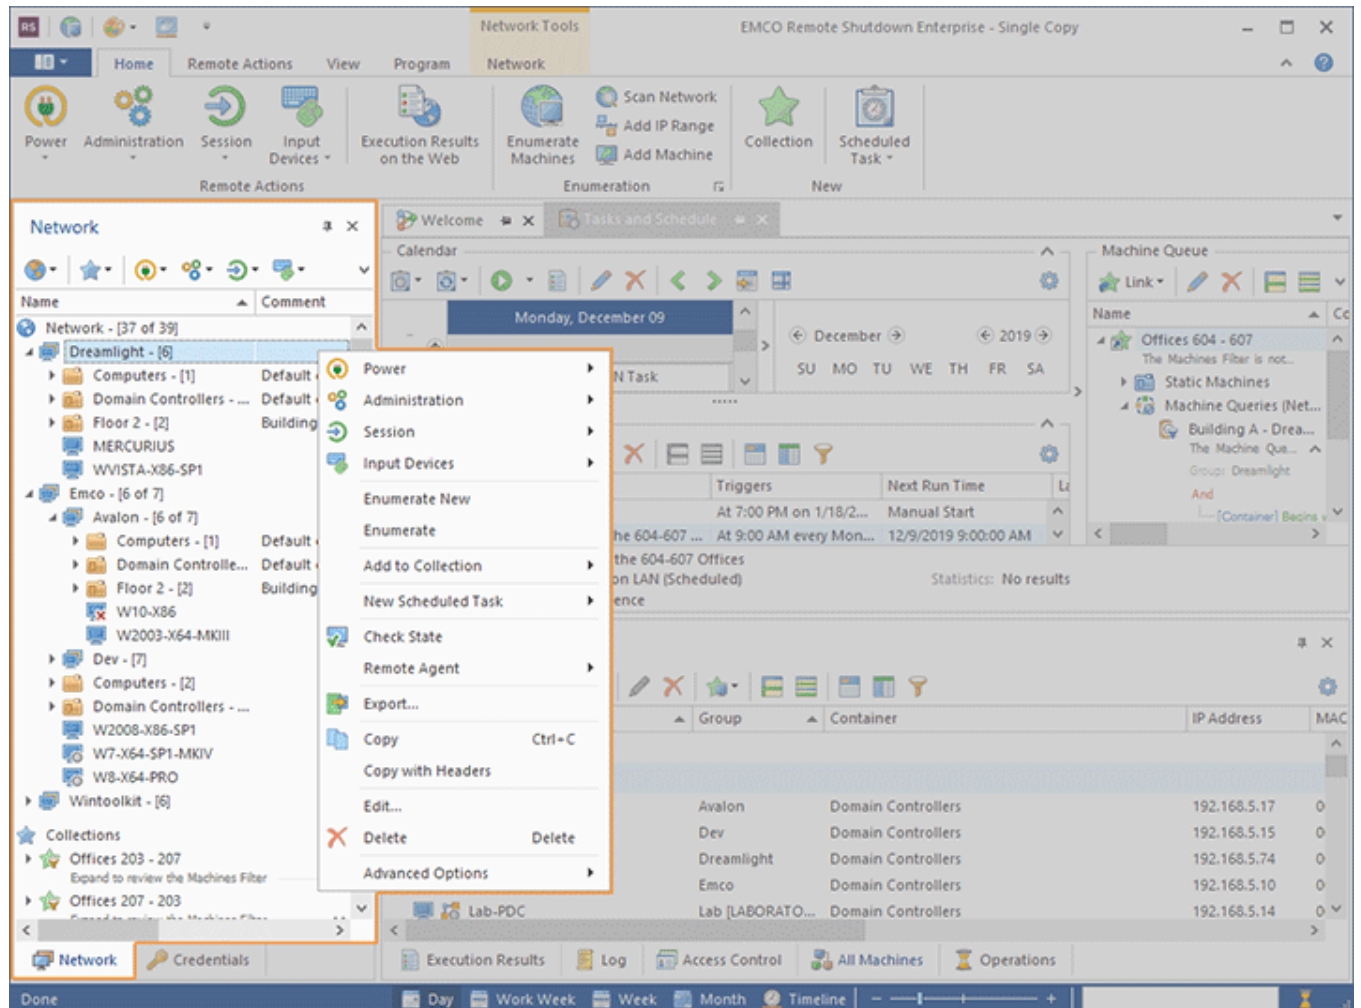 RS
Network Tools
EMCO Remote Shutdown Enterprise - Single Copy
Home Remote Actions View Program Network
Power Administration Session Input Devices
Execution Results on the Web
Enumerate Machines
Scan Network
Add IP Range
Add Machine
Collection
Scheduled Task
Remote Actions Enumeration New
Network
Name Comment
Network - [37 of 39]
Dreamlight - [6]
Computers - [1] Default
Domain Controllers - ... Default
Floor 2 - [2] Building
MERCURIUS
WVISTA-X86-SP1
Emco - [6 of 7]
Avalon - [6 of 7]
Computers - [1] Default
Domain Controlle... Default
Floor 2 - [2] Building
W10-X86
W2003-X64-MKIII
Dev - [7]
Computers - [2]
Domain Controllers - ...
W2008-X86-SP1
W7-X64-SP1-MKIV
W8-X64-PRO
Wintoolkit - [6]
Collections
Offices 203 - 207
Expand to review the Machines Filter
Offices 207 - 203
Expand to review the Machines Filter
Network Credentials
Power
Administration
Session
Input Devices
Enumerate New
Enumerate
Add to Collection
New Scheduled Task
Check State
Remote Agent
Export...
Copy Ctrl+C
Copy with Headers
Edit...
Delete Delete
Advanced Options
Welcome Tasks and Schedule
Calendar
Monday, December 09
N Task
December 2019
SU MO TU WE TH FR SA
Triggers Next Run Time La
At 7:00 PM on 1/18/2... Manual Start
he 604-607 ... At 9:00 AM every Mon... 12/9/2019 9:00:00 AM
the 604-607 Offices
on LAN (Scheduled) Statistics: No results
ence
Machine Queue
Link
Name Co
Offices 604 - 607
The Machines Filter is not...
Static Machines
Machine Queries (Net...
Building A - Drea...
The Machine Que...
Group: Dreamlight
And
[Container] Begins w
Group Container IP Address MAC
Avalon Domain Controllers 192.168.5.17 0
Dev Domain Controllers 192.168.5.15 0
Dreamlight Domain Controllers 192.168.5.74 0
Emco Domain Controllers 192.168.5.10 0
Lab-PDC Lab [LABORATO... Domain Controllers 192.168.5.14 0
Execution Results Log Access Control All Machines Operations
Done Day Work Week Week Month Timeline